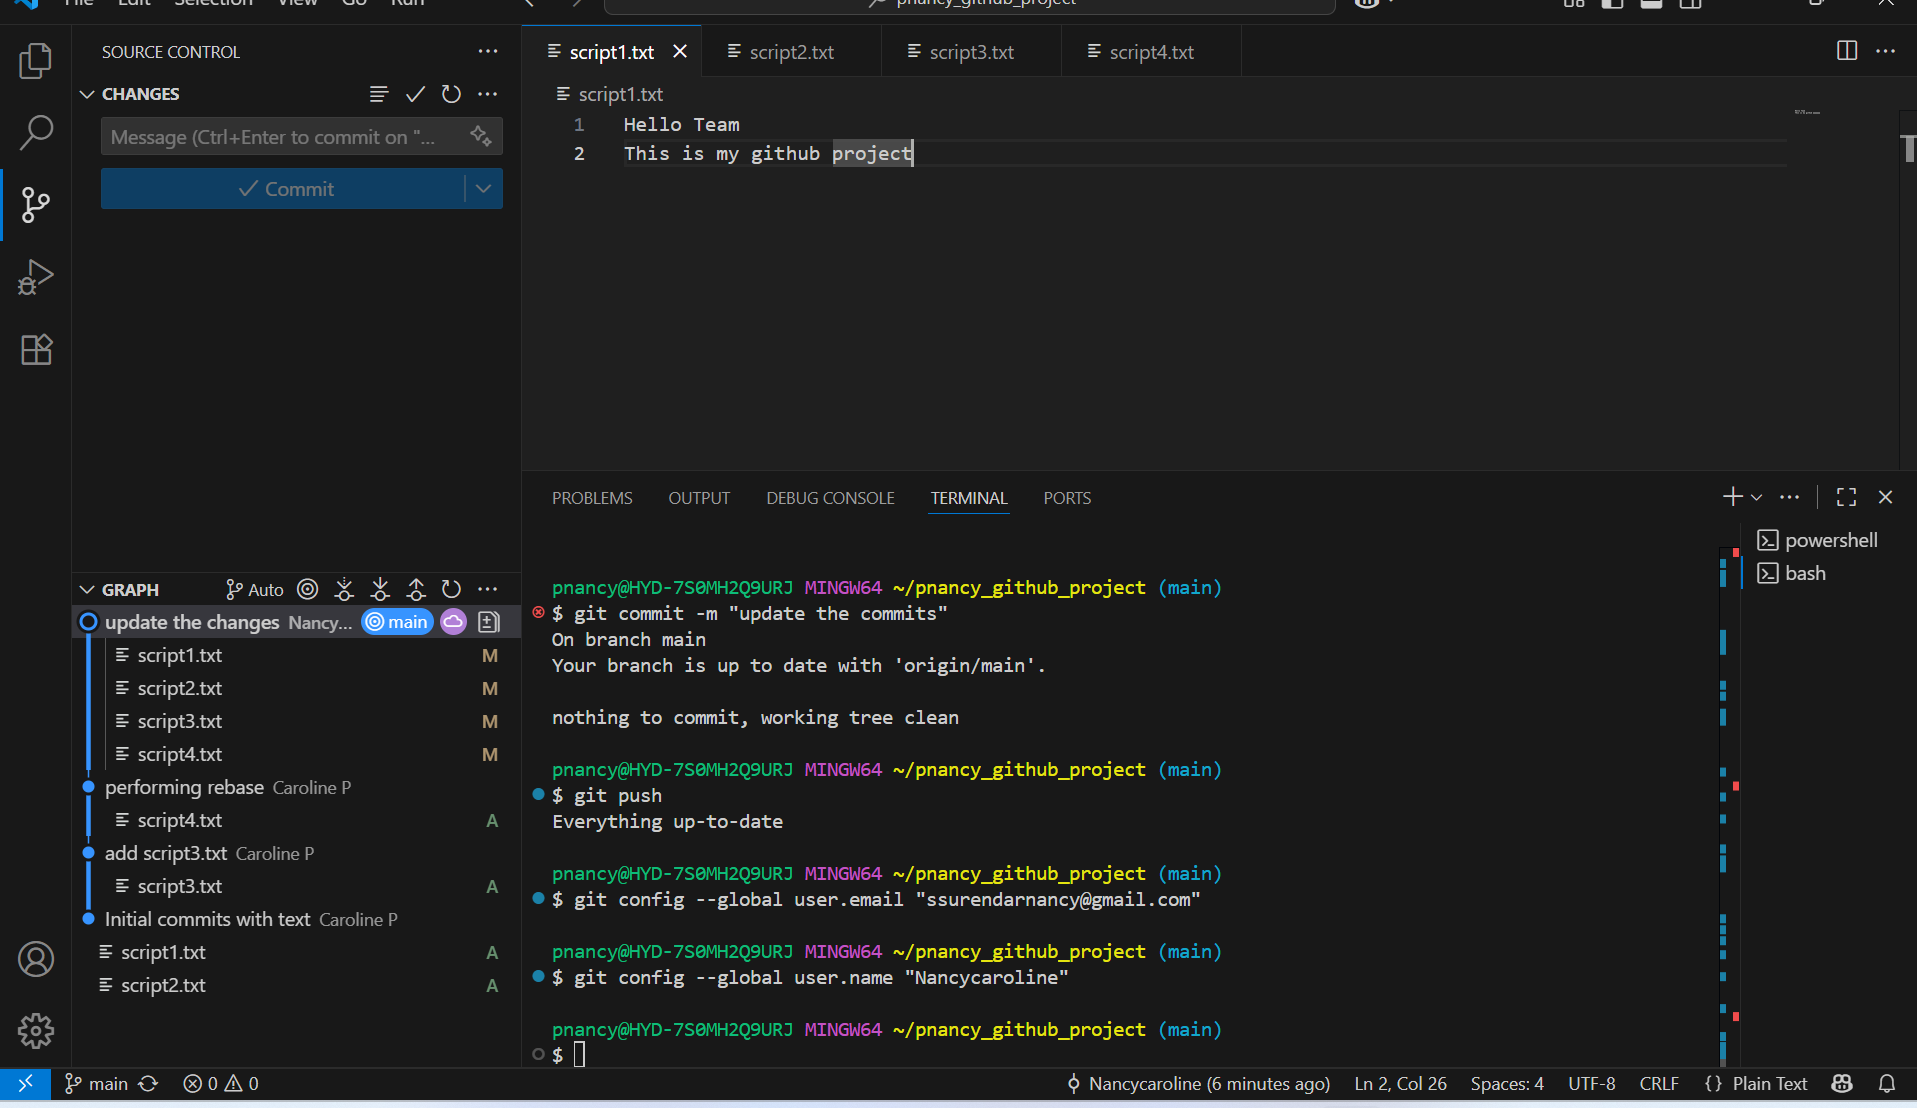 File Edit Selection View Go Run
pnancy_github_project
SOURCE CONTROL
CHANGES
Message (Ctrl+Enter to commit on "...
Commit
script1.txt
script2.txt
script3.txt
script4.txt
script1.txt
1 Hello Team
2 This is my github project
PROBLEMS OUTPUT DEBUG CONSOLE TERMINAL PORTS
powershell
bash
pnancy@HYD-7S0MH2Q9URJ MINGW64 ~/pnancy_github_project (main)
$ git commit -m "update the commits"
On branch main
Your branch is up to date with 'origin/main'.
nothing to commit, working tree clean
pnancy@HYD-7S0MH2Q9URJ MINGW64 ~/pnancy_github_project (main)
$ git push
Everything up-to-date
pnancy@HYD-7S0MH2Q9URJ MINGW64 ~/pnancy_github_project (main)
$ git config --global user.email "ssurendarnancy@gmail.com"
pnancy@HYD-7S0MH2Q9URJ MINGW64 ~/pnancy_github_project (main)
$ git config --global user.name "Nancycaroline"
pnancy@HYD-7S0MH2Q9URJ MINGW64 ~/pnancy_github_project (main)
$
GRAPH Auto
update the changes Nancy... main
script1.txt M
script2.txt M
script3.txt M
script4.txt M
performing rebase Caroline P
script4.txt A
add script3.txt Caroline P
script3.txt A
Initial commits with text Caroline P
script1.txt A
script2.txt A
main 0 0
Nancycaroline (6 minutes ago) Ln 2, Col 26 Spaces: 4 UTF-8 CRLF {} Plain Text